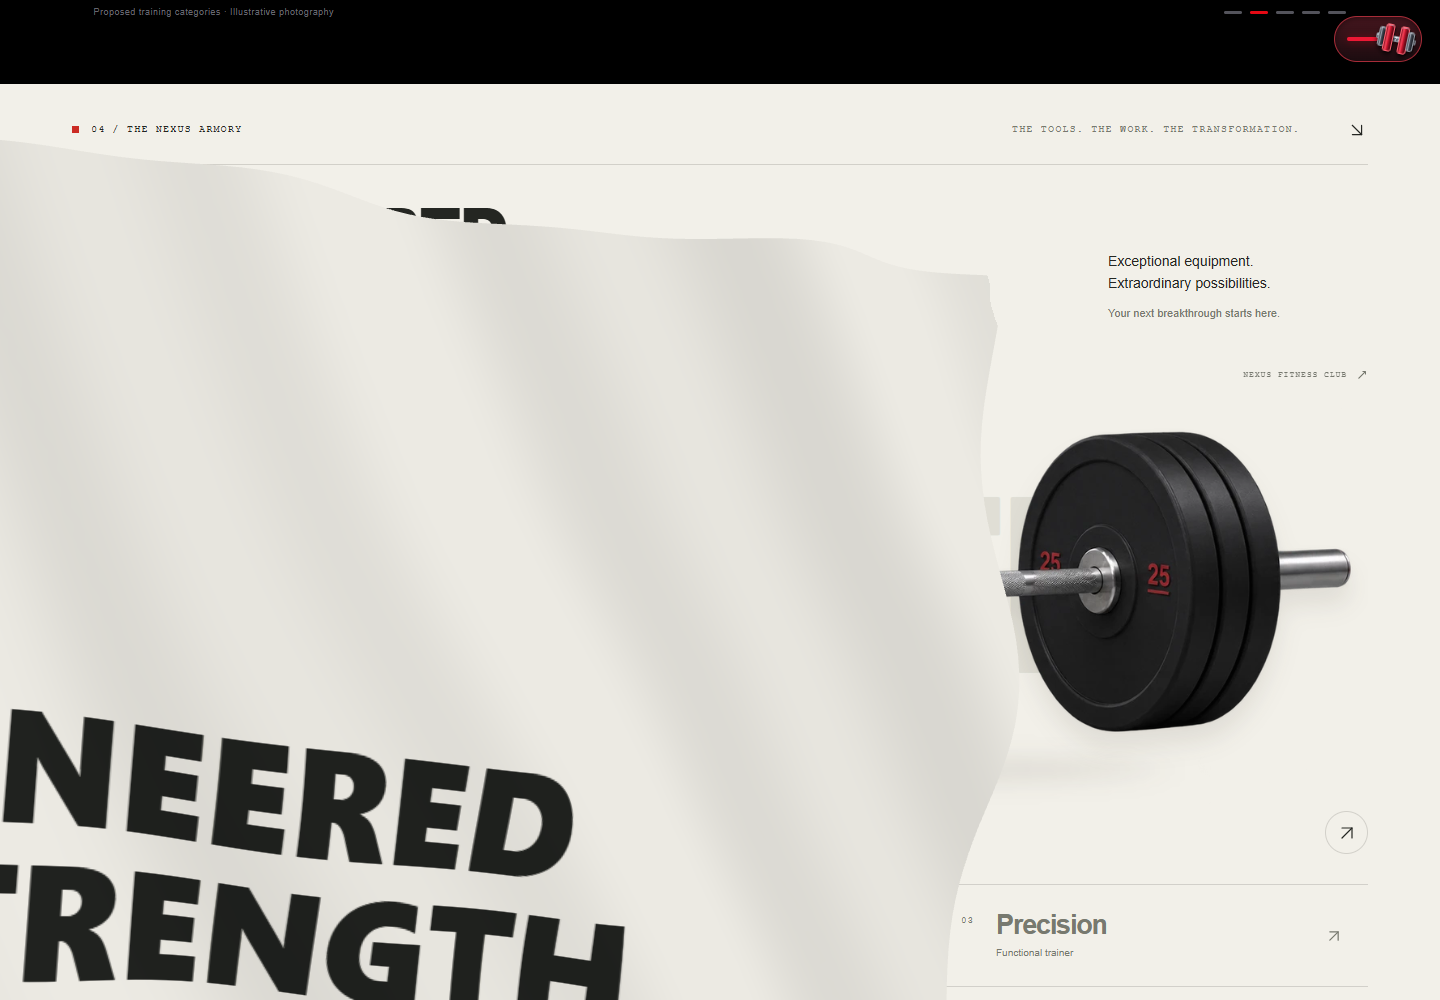 Proposed training categories · Illustrative photography
04 / THE NEXUS ARMORY
THE TOOLS. THE WORK. THE TRANSFORMATION.
Exceptional equipment.
Extraordinary possibilities.
Your next breakthrough starts here.
NEXUS FITNESS CLUB
25 25
NEERED
TRENGTH
03
Precision
Functional trainer